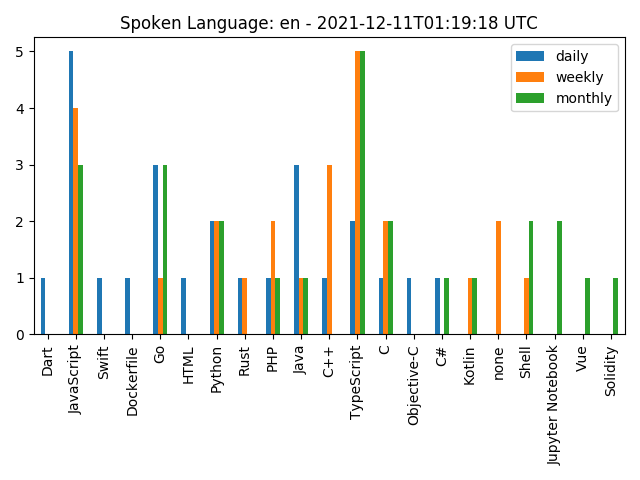 Spoken Language: en - 2021-12-11T01:19:18 UTC
daily
weekly
monthly
5
4
3
2
1
0
Dart
JavaScript
Swift
Dockerfile
Go
HTML
Python
Rust
PHP
Java
C++
TypeScript
C
Objective-C
C#
Kotlin
none
Shell
Jupyter Notebook
Vue
Solidity